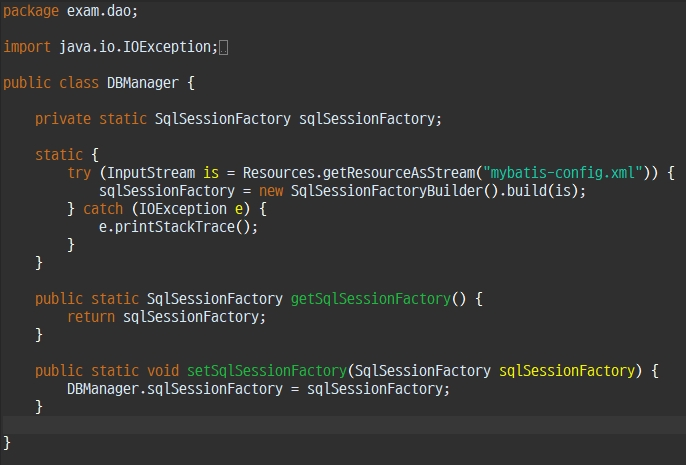 package exam.dao;
import java.io.IOException;
public class DBManager {
private static SqlSessionFactory sqlSessionFactory;
static {
try (InputStream is = Resources.getResourceAsStream("mybatis-config.xml")) {
sqlSessionFactory = new SqlSessionFactoryBuilder().build(is);
} catch (IOException e) {
e.printStackTrace();
}
}
public static SqlSessionFactory getSqlSessionFactory() {
return sqlSessionFactory;
}
public static void setSqlSessionFactory(SqlSessionFactory sqlSessionFactory) {
DBManager.sqlSessionFactory = sqlSessionFactory;
}
}